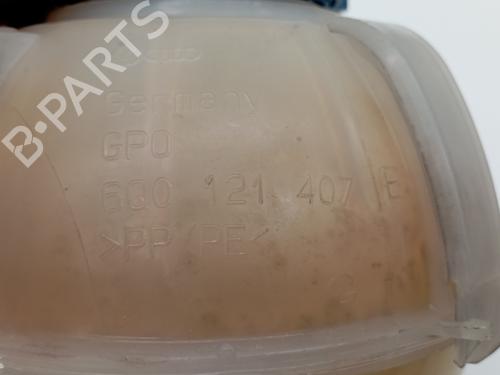 B-PARTS
Germany
GPO
6Q0 121 407 E
>PP/PE<